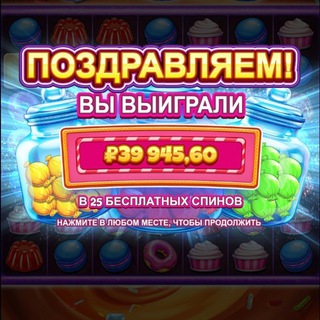 ПОЗДРАВЛЯЕМ!
ВЫ ВЫИГРАЛИ
₽39 945,60
В 25 БЕСПЛАТНЫХ СПИНОВ
НАЖМИТЕ В ЛЮБОМ МЕСТЕ, ЧТОБЫ ПРОДОЛЖИТЬ